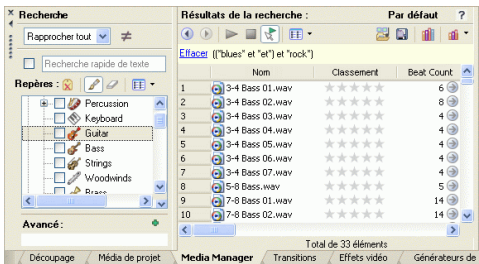 Recherche
Rapprocher tout
Recherche rapide de texte
Repères :
Percussion
Keyboard
Guitar
Bass
Strings
Woodwinds
Brass
Avancé :
Résultats de la recherche :
Par défaut
?
Effacer (("blues" et "et") et "rock")
Nom Classement Beat Count
1 3-4 Bass 01.wav 6
2 3-4 Bass 02.wav 8
3 3-4 Bass 03.wav 4
4 3-4 Bass 04.wav 4
5 3-4 Bass 05.wav 4
6 3-4 Bass 06.wav 4
7 3-4 Bass 07.wav 4
8 5-8 Bass.wav 5
9 7-8 Bass 01.wav 14
10 7-8 Bass 02.wav 14
Total de 33 éléments
Découpage Média de projet Media Manager Transitions Effets vidéo Générateurs de